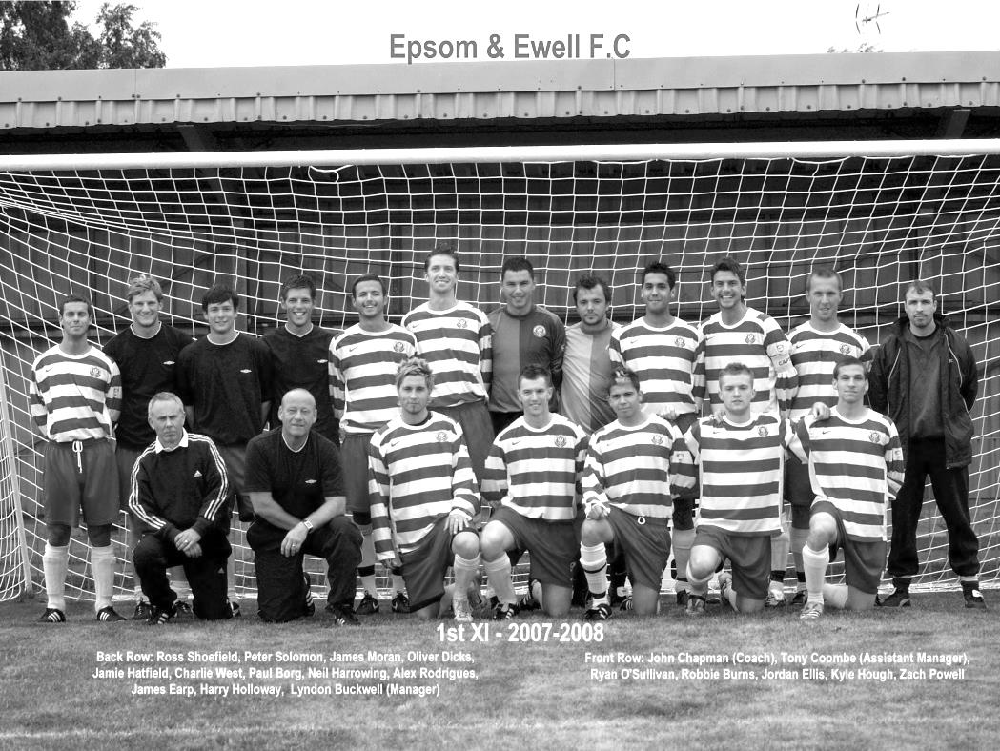 Epsom & Ewell F.C
CAPT
1st XI - 2007-2008
Back Row: Ross Shoefield, Peter Solomon, James Moran, Oliver Dicks,
Jamie Hatfield, Charlie West, Paul Borg, Neil Harrowing, Alex Rodrigues,
James Earp, Harry Holloway, Lyndon Buckwell (Manager)
Front Row: John Chapman (Coach), Tony Coombe (Assistant Manager),
Ryan O'Sullivan, Robbie Burns, Jordan Ellis, Kyle Hough, Zach Powell